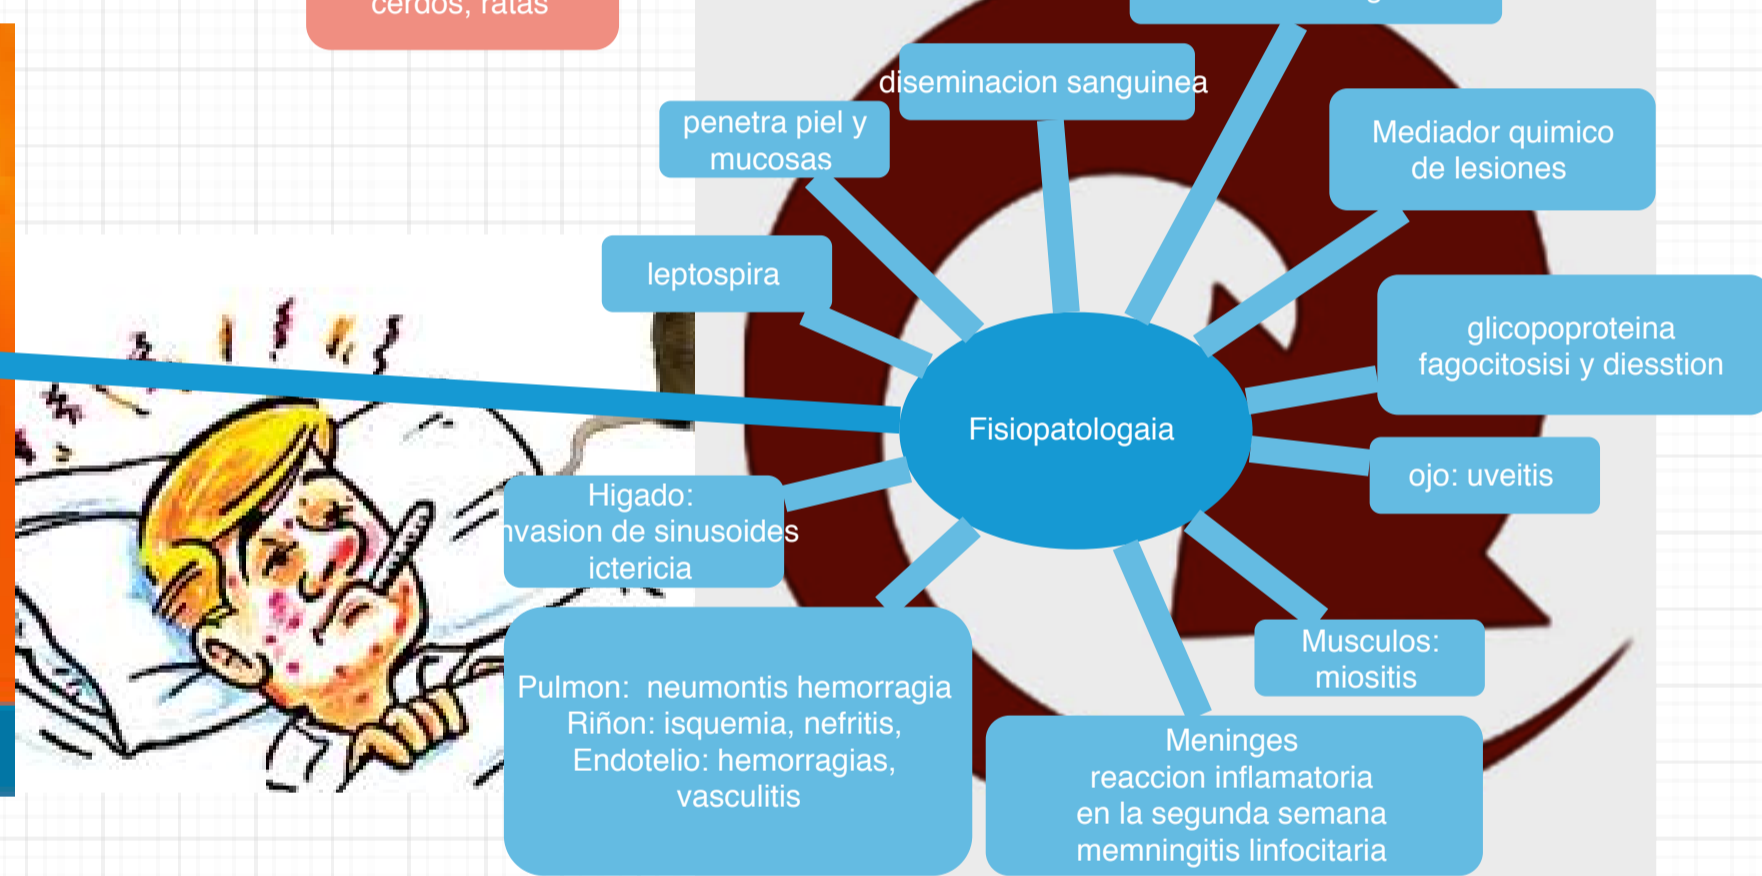 cerdos, ratas
diseminacion sanguinea
penetra piel y
mucosas
Mediador quimico
de lesiones
leptospira
glicopoproteina
fagocitosisi y diesstion
Fisiopatologaia
ojo: uveitis
Higado:
nvasion de sinusoides
ictericia
Musculos:
miositis
Pulmon: neumontis hemorragia
Riñon: isquemia, nefritis,
Endotelio: hemorragias,
vasculitis
Meninges
reaccion inflamatoria
en la segunda semana
memningitis linfocitaria